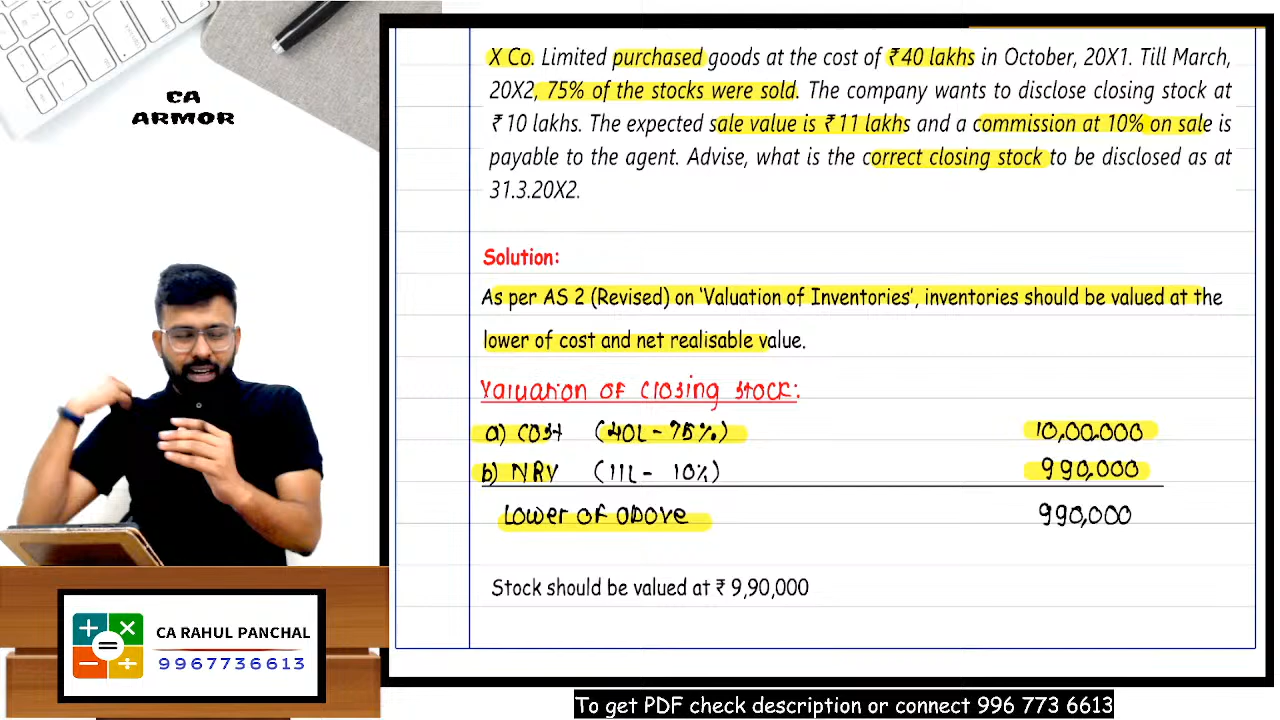 CA
ARMOR
X Co. Limited purchased goods at the cost of ₹40 lakhs in October, 20X1. Till March,
20X2, 75% of the stocks were sold. The company wants to disclose closing stock at
₹10 lakhs. The expected sale value is ₹11 lakhs and a commission at 10% on sale is
payable to the agent. Advise, what is the correct closing stock to be disclosed as at
31.3.20X2.
Solution:
As per AS 2 (Revised) on ‘Valuation of Inventories’, inventories should be valued at the
lower of cost and net realisable value.
Valuation of Closing Stock:
a) Cost (40L - 75%) 10,00,000
b) NRV (11L - 10%) 990,000
Lower of above 990,000
Stock should be valued at ₹ 9,90,000
CA RAHUL PANCHAL
9967736613
To get PDF check description or connect 996 773 6613